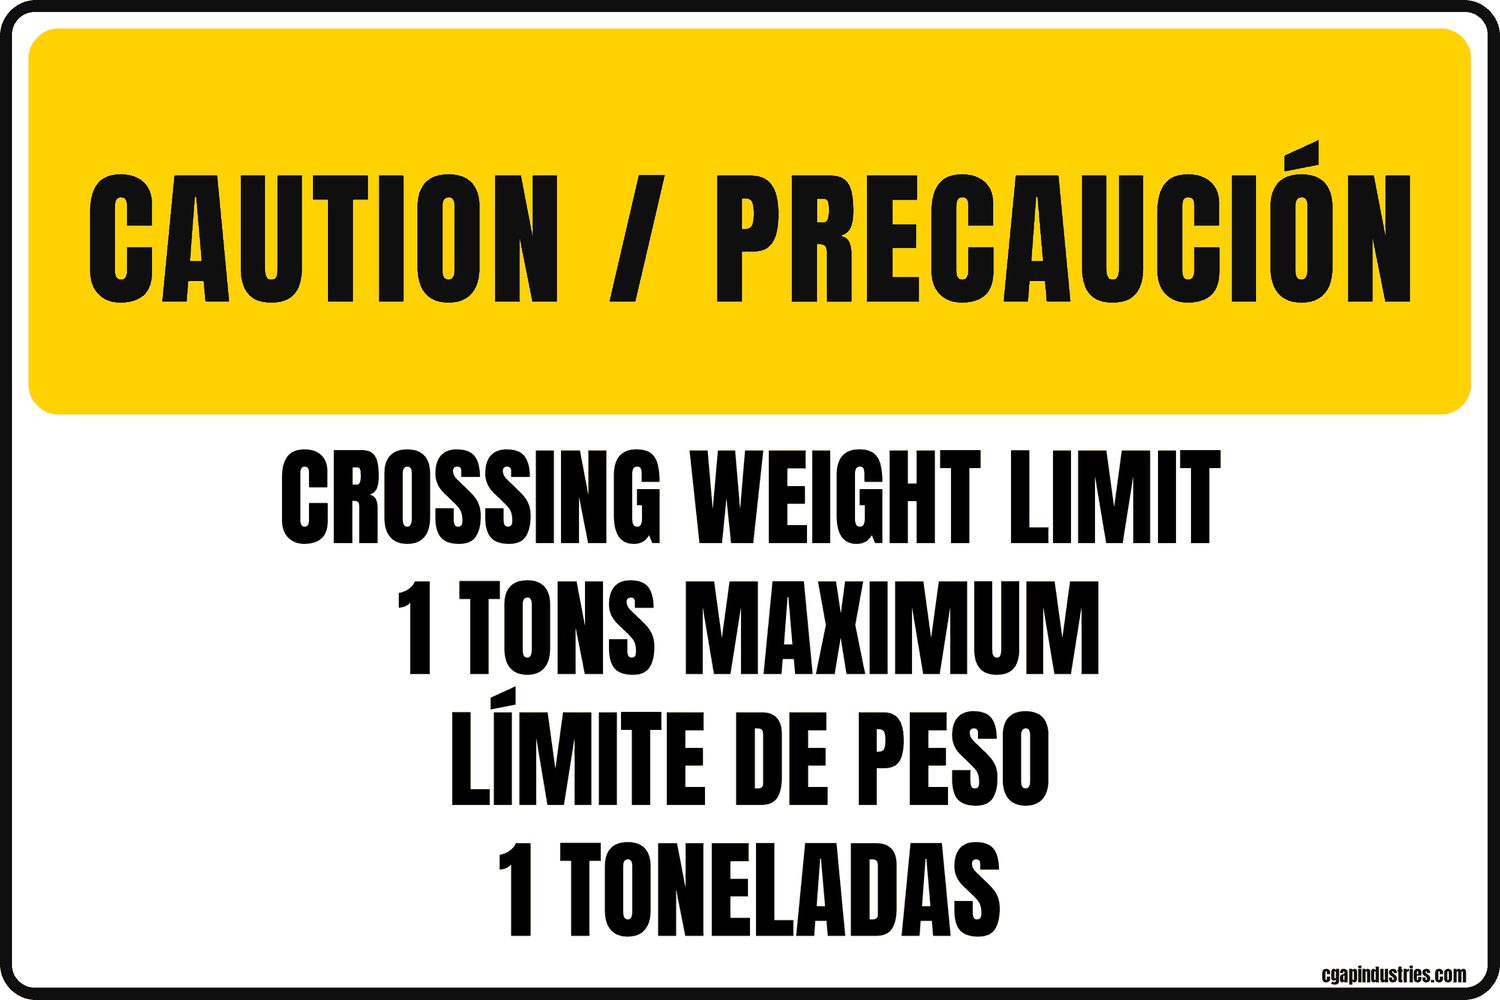 CAUTION / PRECAUCIÓN
CROSSING WEIGHT LIMIT
1 TONS MAXIMUM
LÍMITE DE PESO
1 TONELADAS
cgapindustries.com